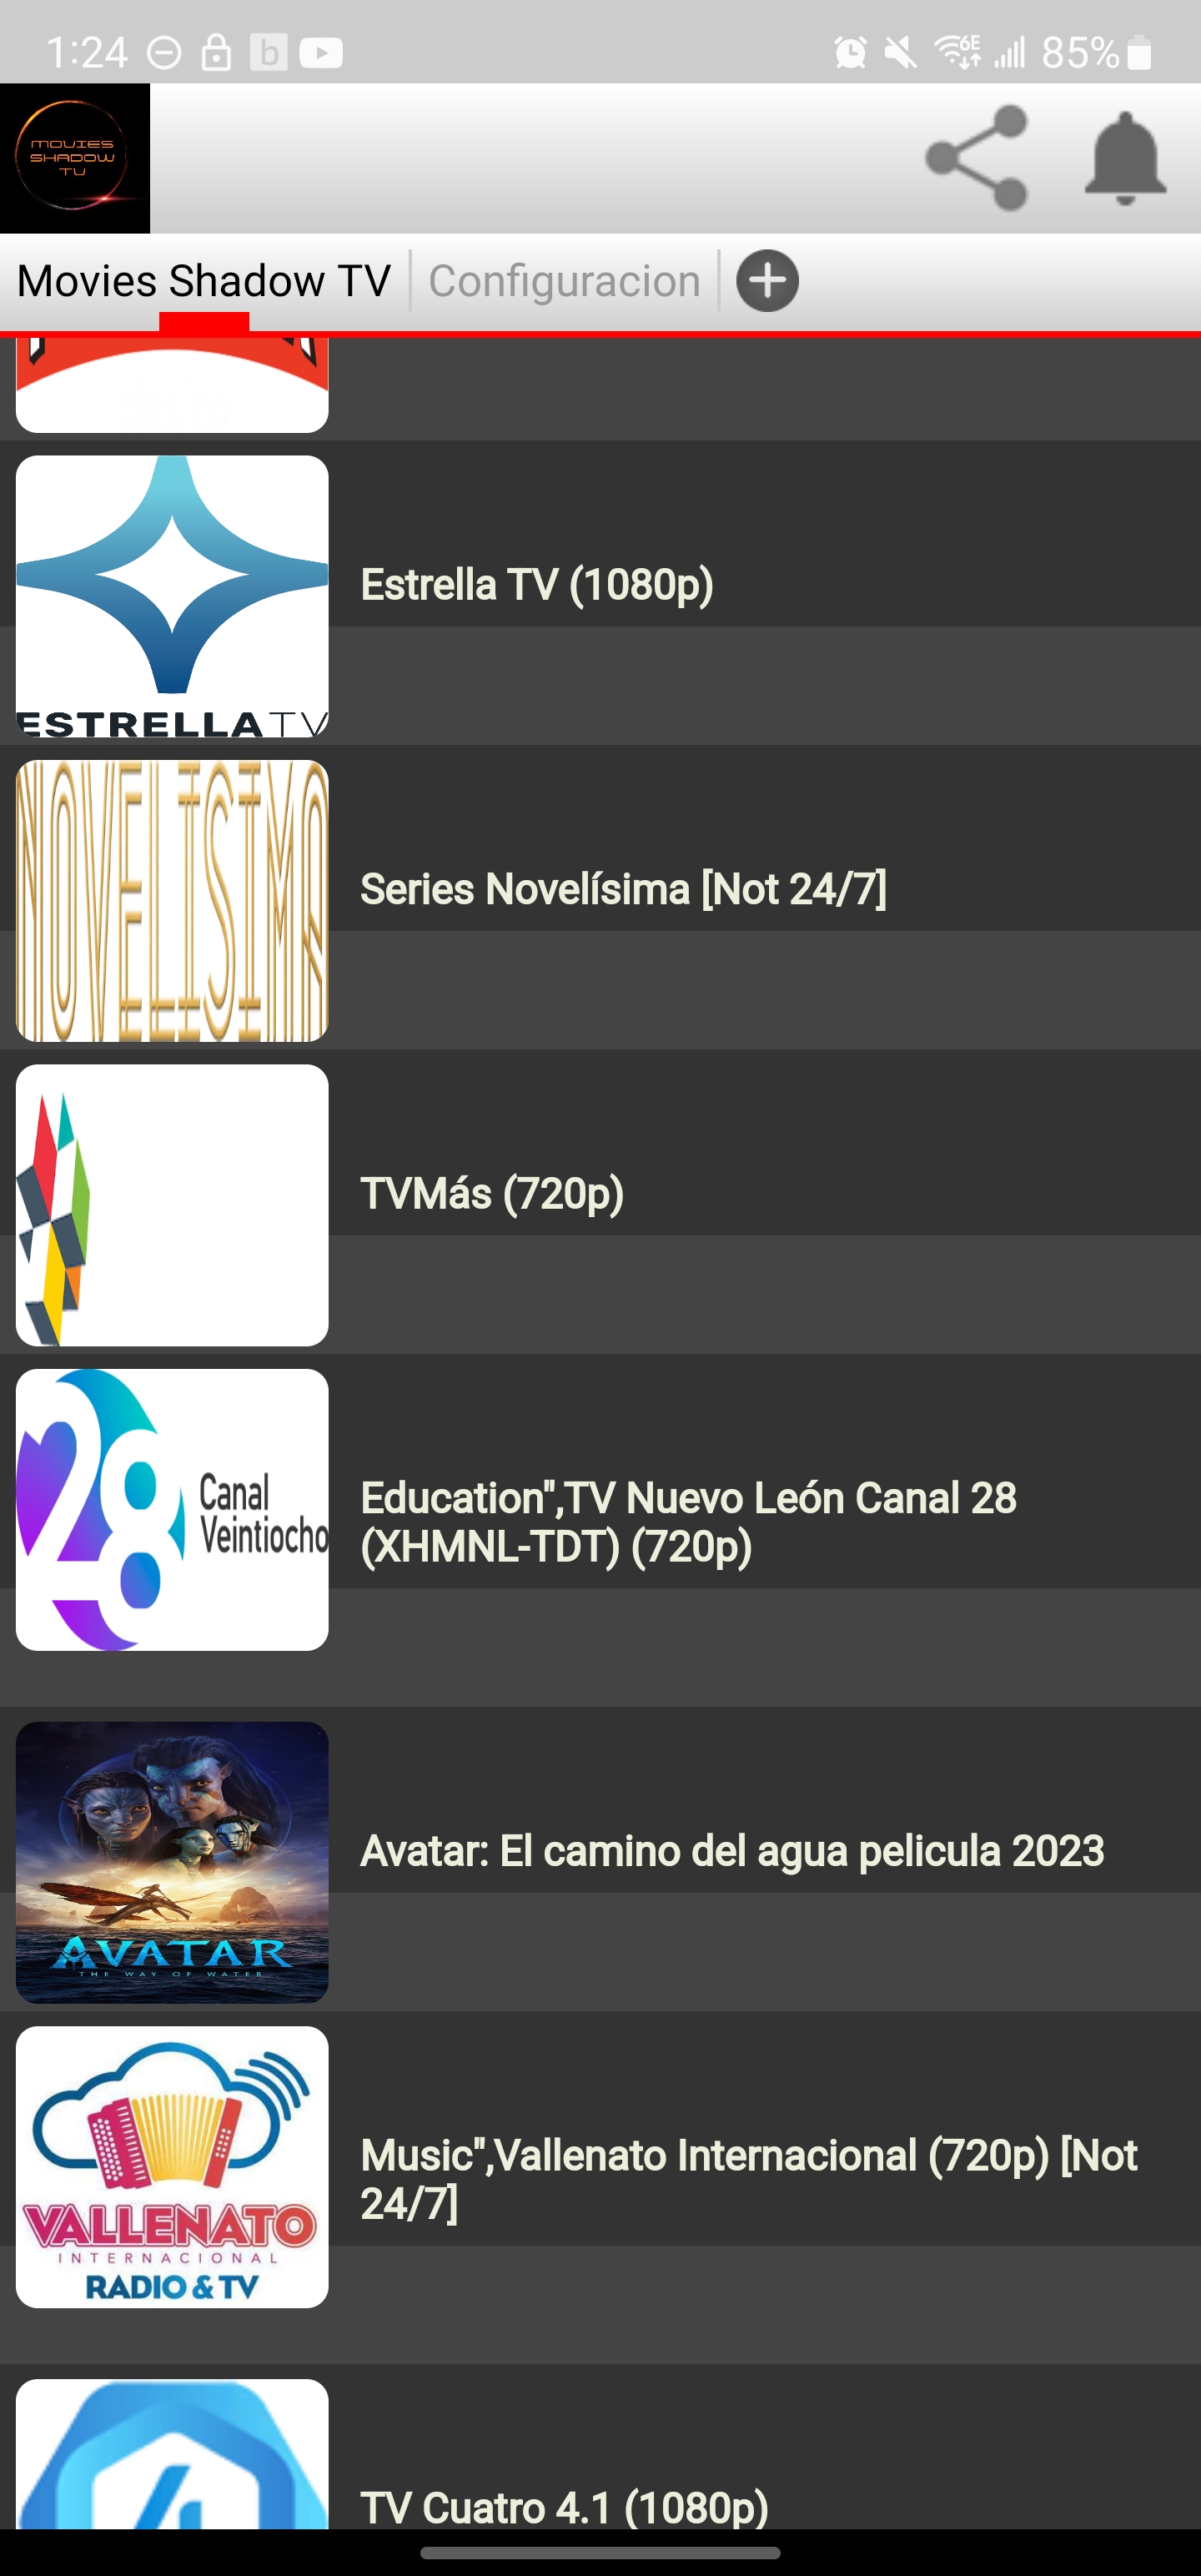 1:24
b
6E
85%
MOVIES
SHADOW
TV
Movies Shadow TV
Configuracion
Estrella TV (1080p)
ESTRELLATV
NOVELISIMA
Series Novelísima [Not 24/7]
TVMás (720p)
28
Canal
Veintiocho
Education",TV Nuevo León Canal 28
(XHMNL-TDT) (720p)
Avatar: El camino del agua pelicula 2023
AVATAR
THE WAY OF WATER
VALLENATO
INTERNACIONAL
RADIO & TV
Music",Vallenato Internacional (720p) [Not
24/7]
4
TV Cuatro 4.1 (1080p)